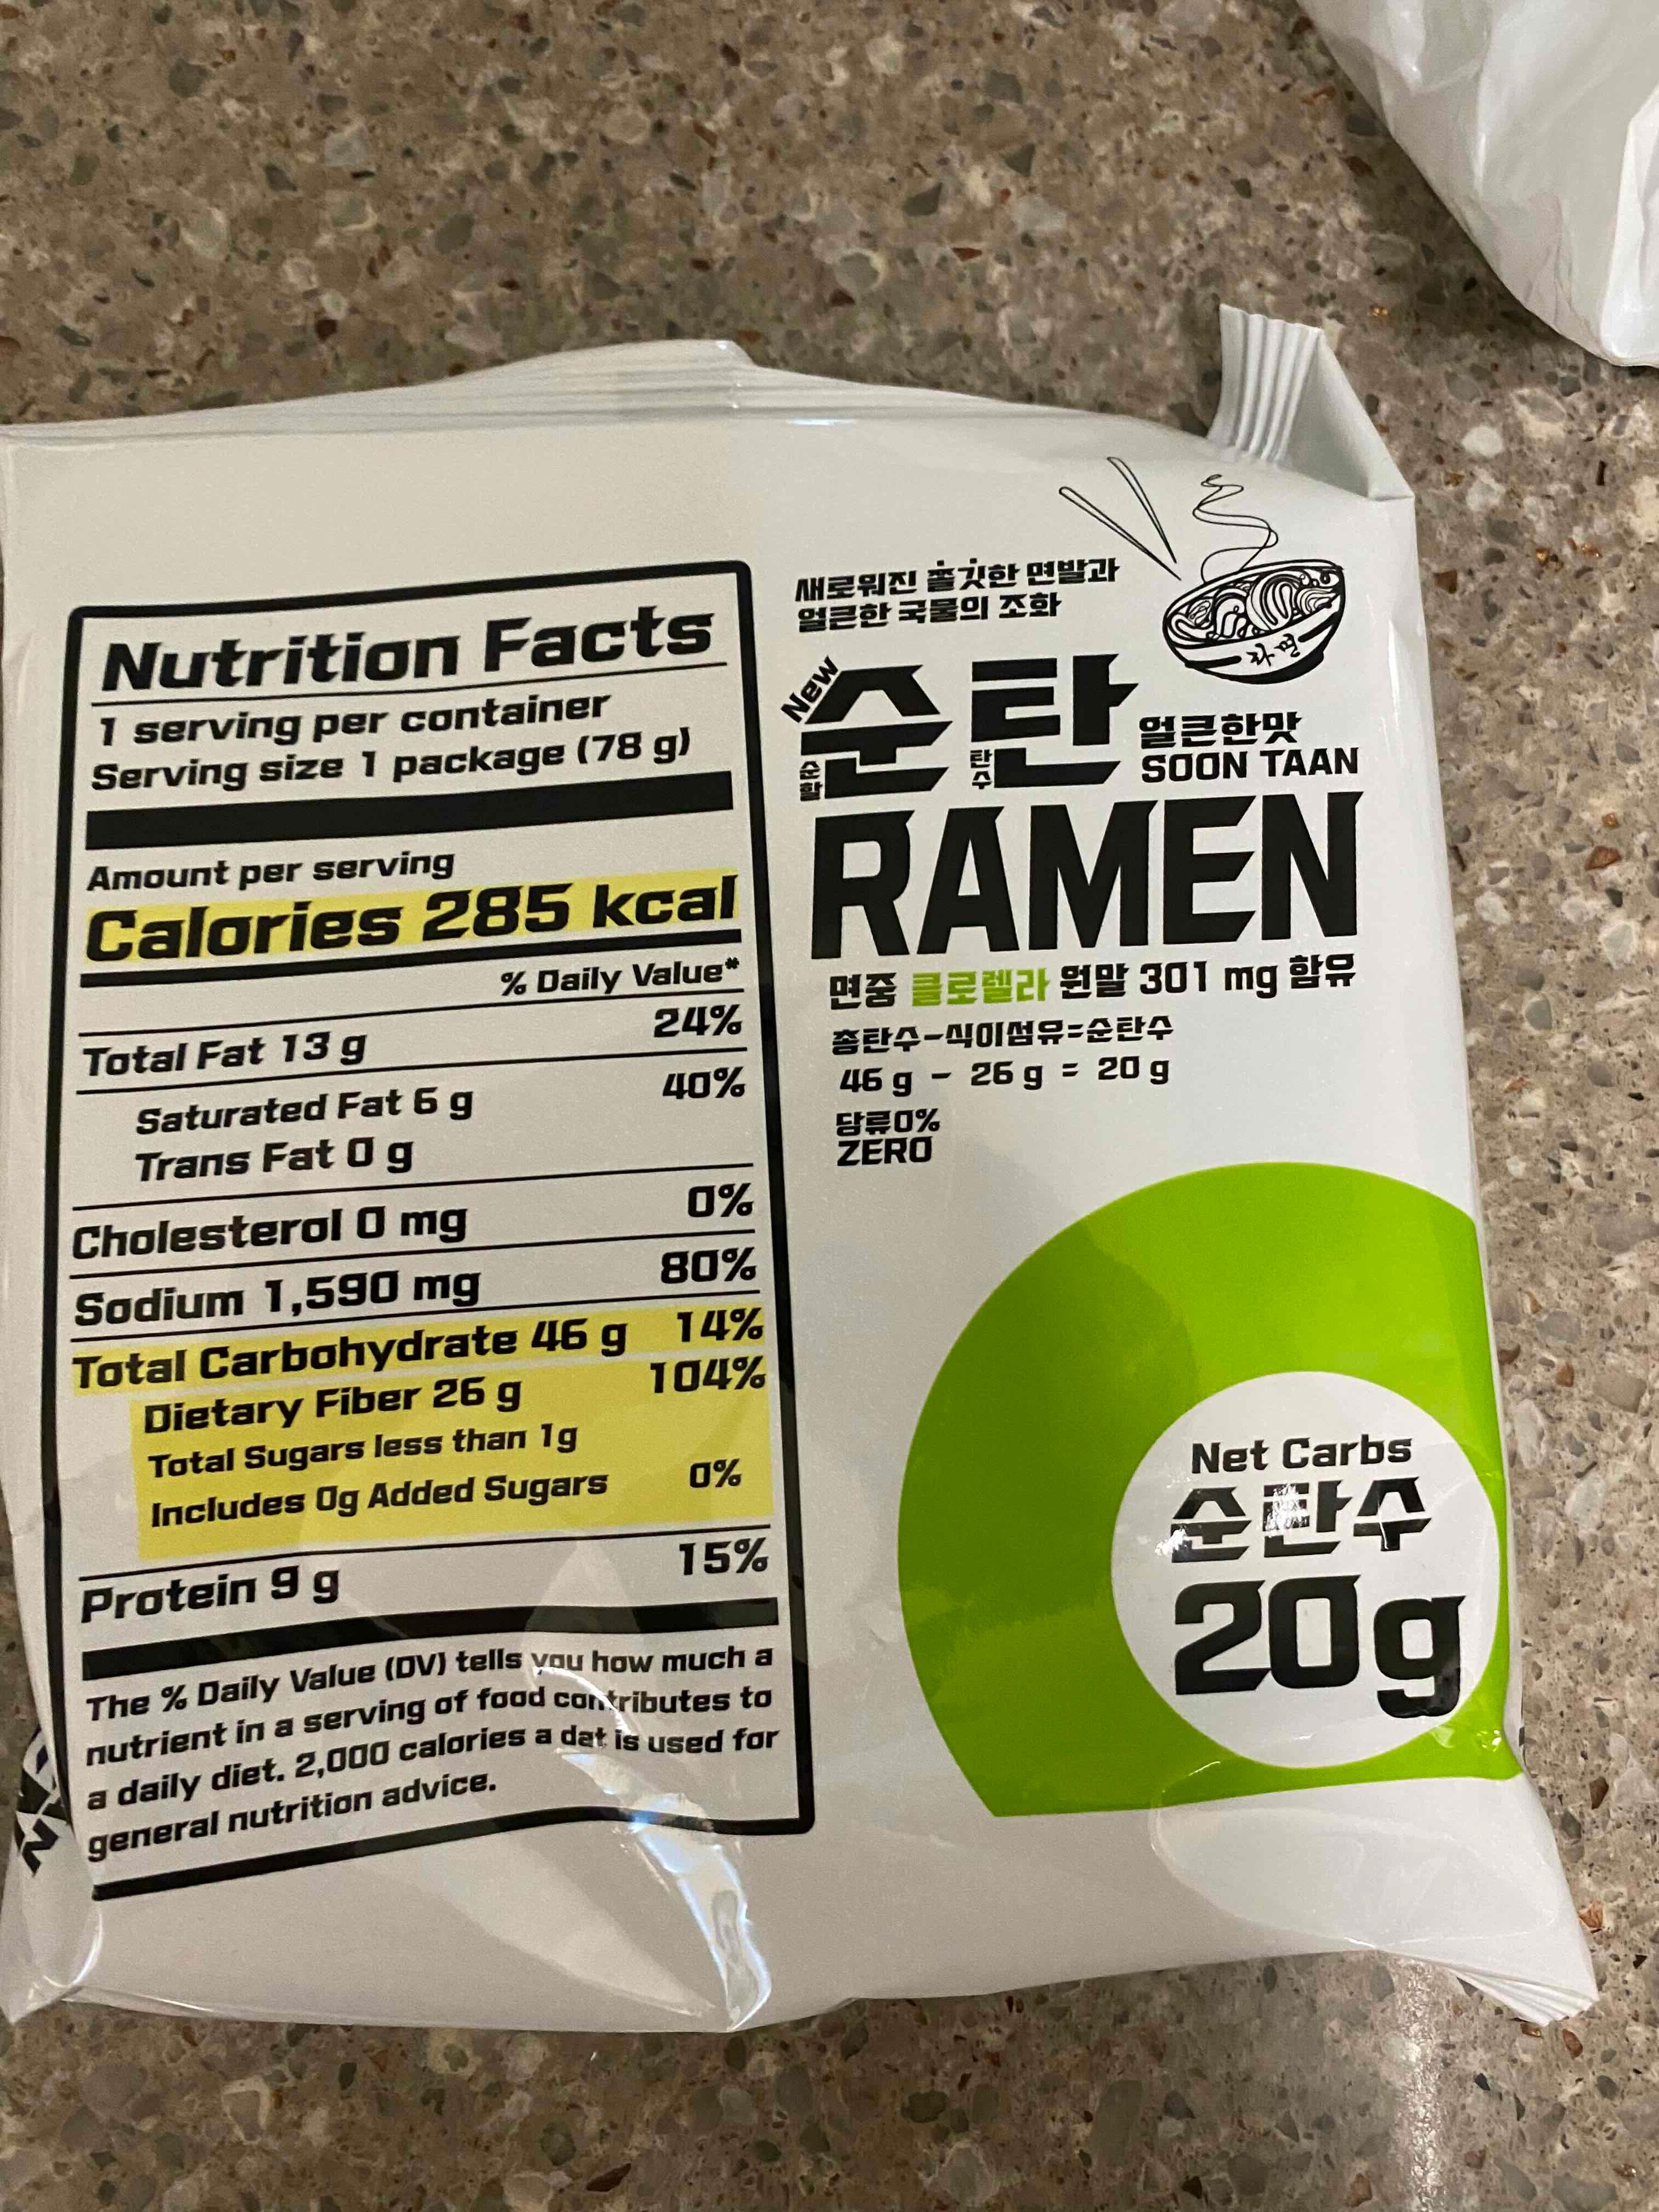 Nutrition Facts
1 serving per container
Serving size 1 package (78 g)
Amount per serving
Calories 285 kcal
% Daily Value*
Total Fat 13 g 24%
Saturated Fat 6 g 40%
Trans Fat 0 g
Cholesterol 0 mg 0%
Sodium 1,590 mg 80%
Total Carbohydrate 46 g 14%
Dietary Fiber 26 g 104%
Total Sugars less than 1g
Includes 0g Added Sugars 0%
Protein 9 g 15%
The % Daily Value (DV) tells you how much a
nutrient in a serving of food contributes to
a daily diet. 2,000 calories a dat is used for
general nutrition advice.
새로워진 쫄깃한 면발과
얼큰한 국물의 조화
라면
New
순탄
순할 탄수
얼큰한맛
SOON TAAN
RAMEN
면중 클로렐라 원말 301 mg 함유
총탄수-식이섬유=순탄수
46 g - 26 g = 20 g
당류0%
ZERO
Net Carbs
순탄수
20g